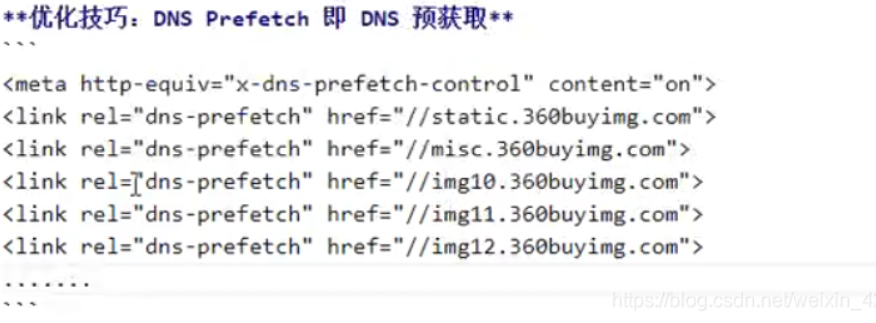 **优化技巧：DNS Prefetch 即 DNS 预获取**
```
<meta http-equiv="x-dns-prefetch-control" content="on">
<link rel="dns-prefetch" href="//static.360buyimg.com">
<link rel="dns-prefetch" href="//misc.360buyimg.com">
<link rel="dns-prefetch" href="//img10.360buyimg.com">
<link rel="dns-prefetch" href="//img11.360buyimg.com">
<link rel="dns-prefetch" href="//img12.360buyimg.com">
.......
```
https://blog.csdn.net/weixin_42